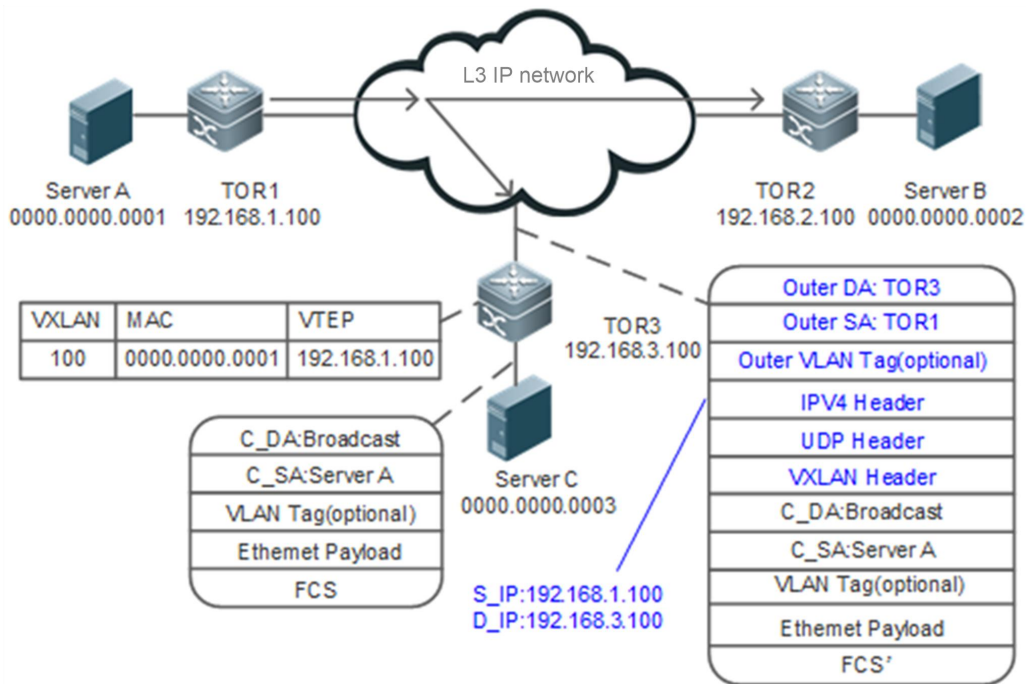 L3 IP network
Server A
0000.0000.0001
TOR1
192.168.1.100
TOR2
192.168.2.100
Server B
0000.0000.0002
VXLAN MAC VTEP
100 0000.0000.0001 192.168.1.100
TOR3
192.168.3.100
C_DA:Broadcast
C_SA:Server A
VLAN Tag(optional)
Ethernet Payload
FCS
Server C
0000.0000.0003
S_IP:192.168.1.100
D_IP:192.168.3.100
Outer DA: TOR3
Outer SA: TOR1
Outer VLAN Tag(optional)
IPV4 Header
UDP Header
VXLAN Header
C_DA:Broadcast
C_SA:Server A
VLAN Tag(optional)
Ethernet Payload
FCS'